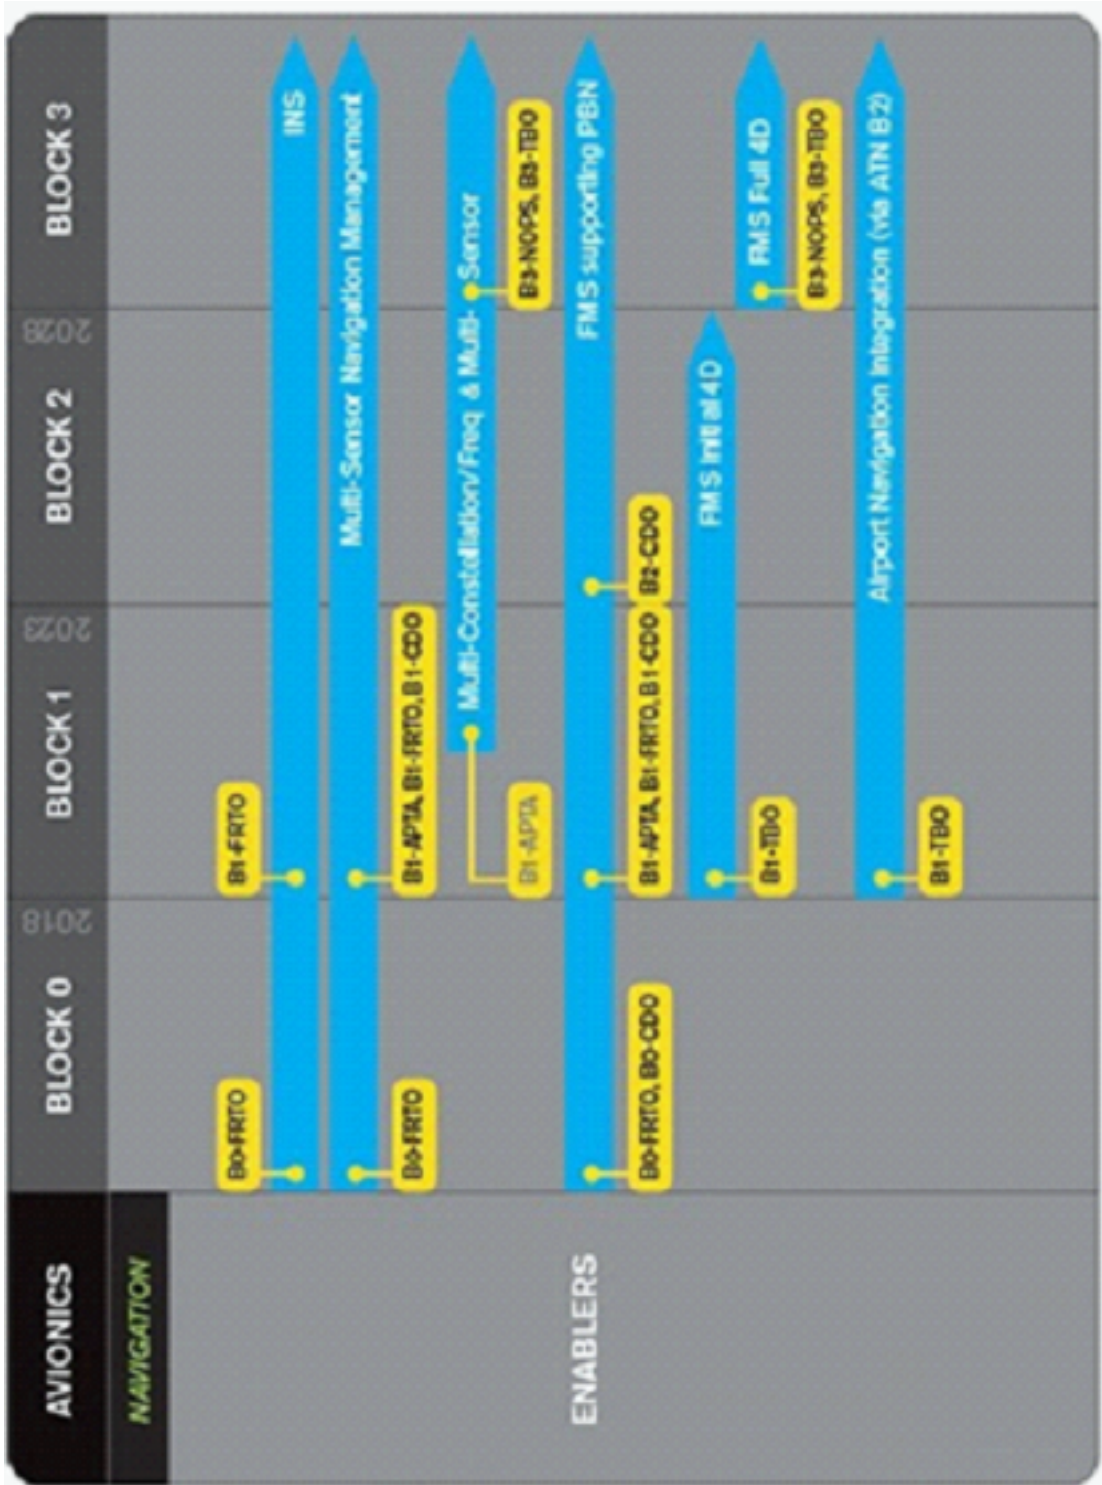 AVIONICS
BLOCK 0
2018
BLOCK 1
2023
BLOCK 2
2028
BLOCK 3
NAVIGATION
ENABLERS
B0-FRTO
B1-FRTO
INS
Multi-Sensor Navigation Management
B0-FRTO
B1-APTA, B1-FRTO, B1-CDO
Multi-Constellation/Freq & Multi-Sensor
B1-APTA
B3-NOPS, B3-TBO
FMS supporting PBN
B0-FRTO, B0-CDO
B1-APTA, B1-FRTO, B1-CDO
B2-CDO
FMS Initial 4D
B1-TBO
FMS Full 4D
B3-NOPS, B3-TBO
Airport Navigation Integration (via ATN B2)
B1-TBO